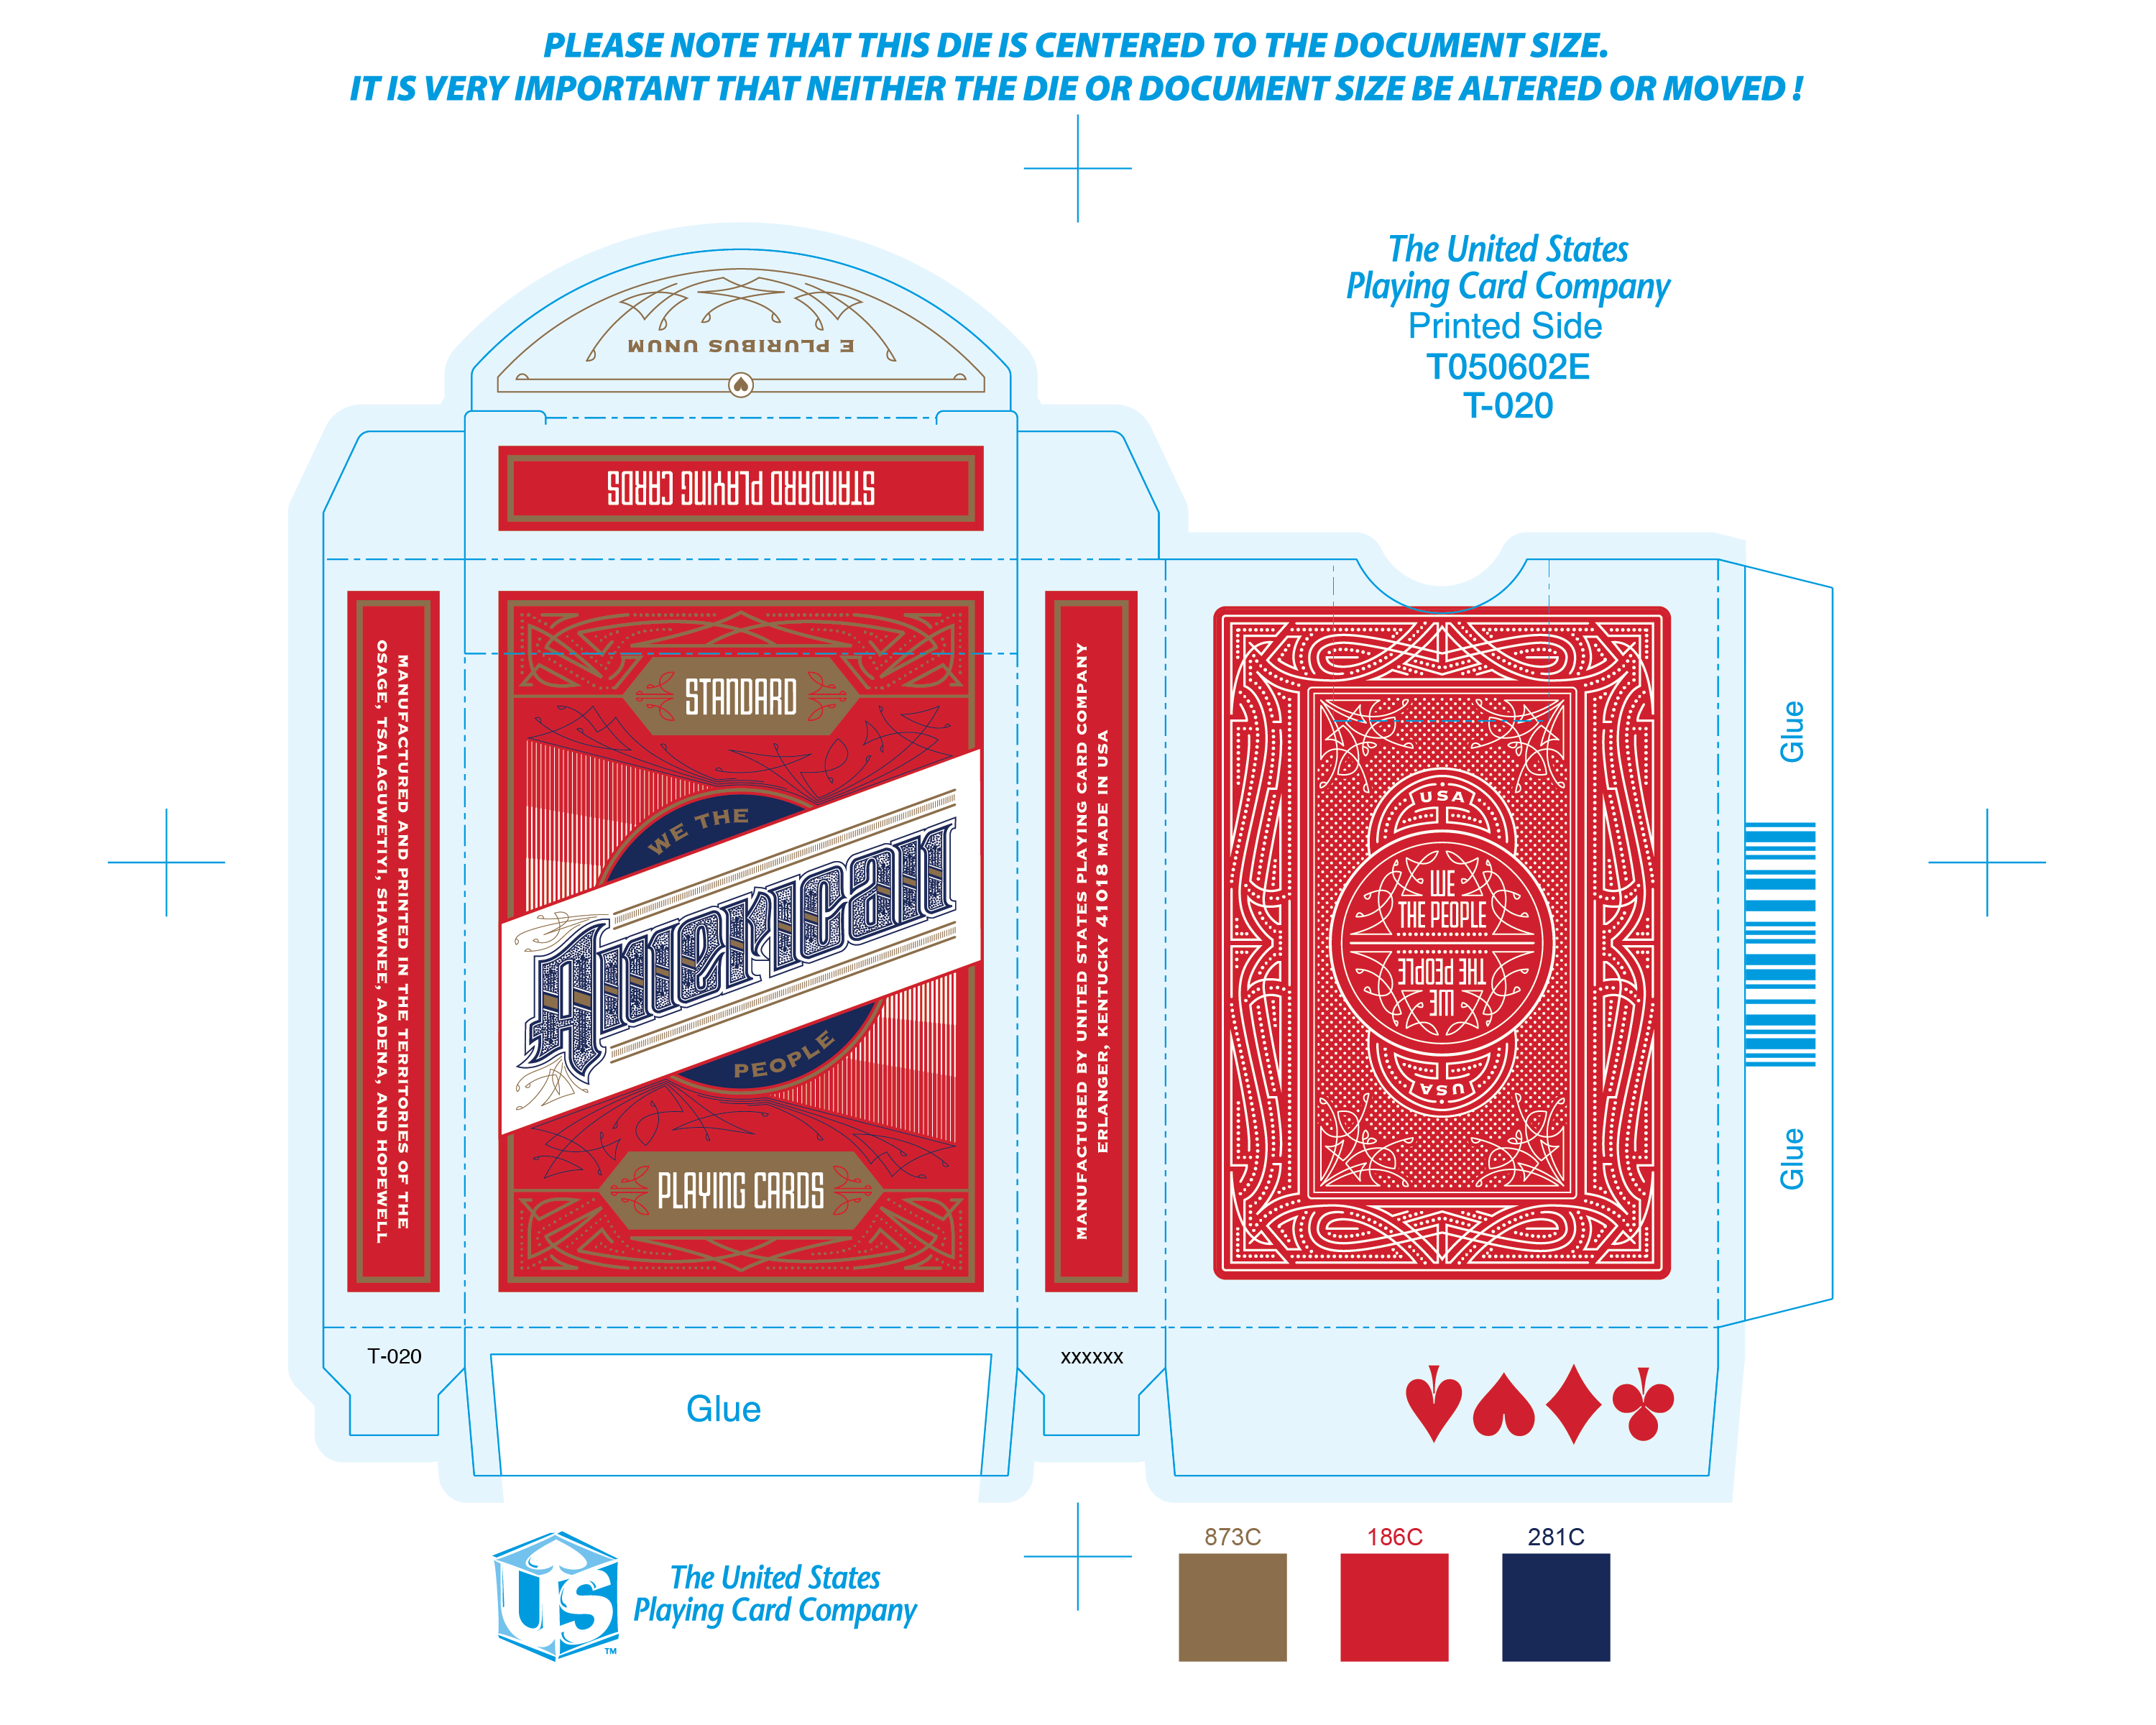 PLEASE NOTE THAT THIS DIE IS CENTERED TO THE DOCUMENT SIZE.
IT IS VERY IMPORTANT THAT NEITHER THE DIE OR DOCUMENT SIZE BE ALTERED OR MOVED !
The United States
Playing Card Company
Printed Side
T050602E
T-020
E PLURIBUS UNUM
STANDARD PLAYING CARDS
MANUFACTURED AND PRINTED IN THE TERRITORIES OF THE
OSAGE, TSALAGUWETIYI, SHAWNEE, AADENA, AND HOPEWELL
STANDARD
WE THE
American
PEOPLE
PLAYING CARDS
MANUFACTURED BY UNITED STATES PLAYING CARD COMPANY
ERLANGER, KENTUCKY 41018 MADE IN USA
USA
WE
THE PEOPLE
THE PEOPLE
WE
USA
Glue
Glue
T-020
xxxxxx
Glue
US
TM
The United States
Playing Card Company
873C
186C
281C